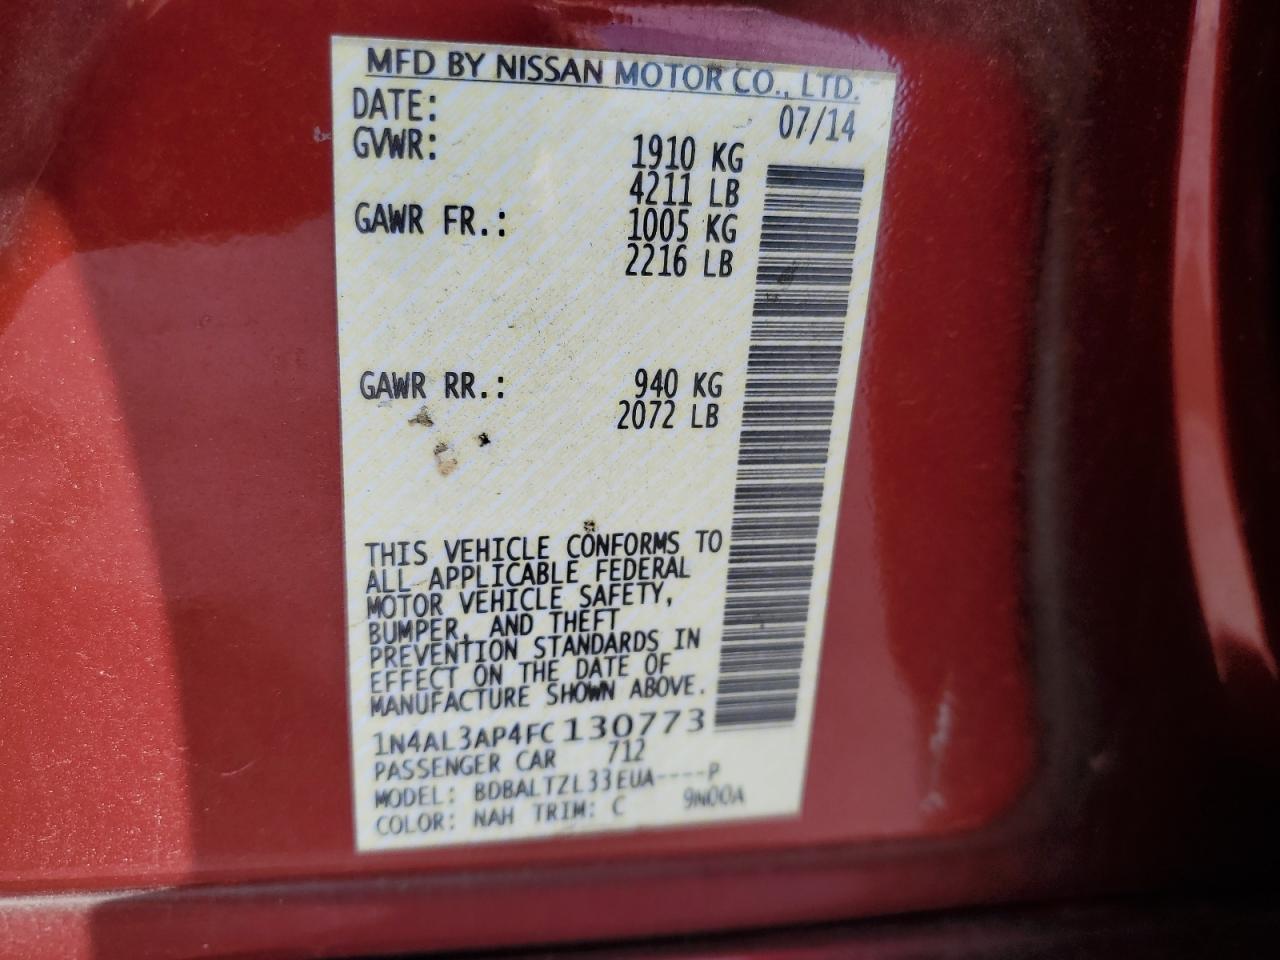 MFD BY NISSAN MOTOR CO., LTD.
DATE: 07/14
GVWR: 1910 KG
4211 LB
GAWR FR.: 1005 KG
2216 LB
GAWR RR.: 940 KG
2072 LB
THIS VEHICLE CONFORMS TO
ALL APPLICABLE FEDERAL
MOTOR VEHICLE SAFETY,
BUMPER, AND THEFT
PREVENTION STANDARDS IN
EFFECT ON THE DATE OF
MANUFACTURE SHOWN ABOVE.
1N4AL3AP4FC130773
PASSENGER CAR 712
MODEL: BDBALTZL33EUA----P
COLOR: NAH TRIM: C 9N00A